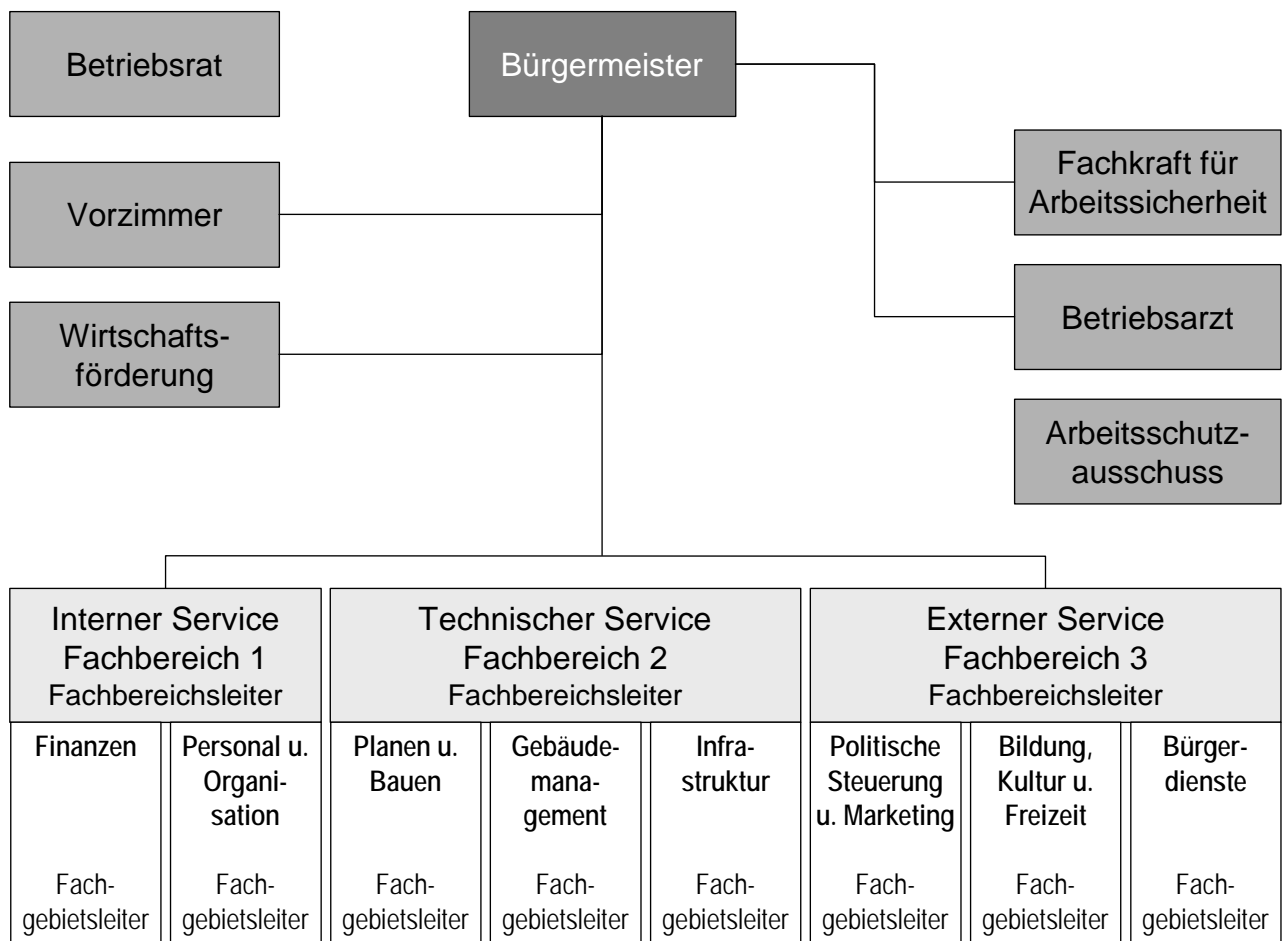 Betriebsrat
Bürgermeister
Vorzimmer
Fachkraft für
Arbeitssicherheit
Wirtschafts-
förderung
Betriebsarzt
Arbeitsschutz-
ausschuss
Interner Service
Fachbereich 1
Fachbereichsleiter
Technischer Service
Fachbereich 2
Fachbereichsleiter
Externer Service
Fachbereich 3
Fachbereichsleiter
Finanzen
Fach-
gebietsleiter
Personal u.
Organi-
sation
Fach-
gebietsleiter
Planen u.
Bauen
Fach-
gebietsleiter
Gebäude-
mana-
gement
Fach-
gebietsleiter
Infra-
struktur
Fach-
gebietsleiter
Politische
Steuerung
u. Marketing
Fach-
gebietsleiter
Bildung,
Kultur u.
Freizeit
Fach-
gebietsleiter
Bürger-
dienste
Fach-
gebietsleiter